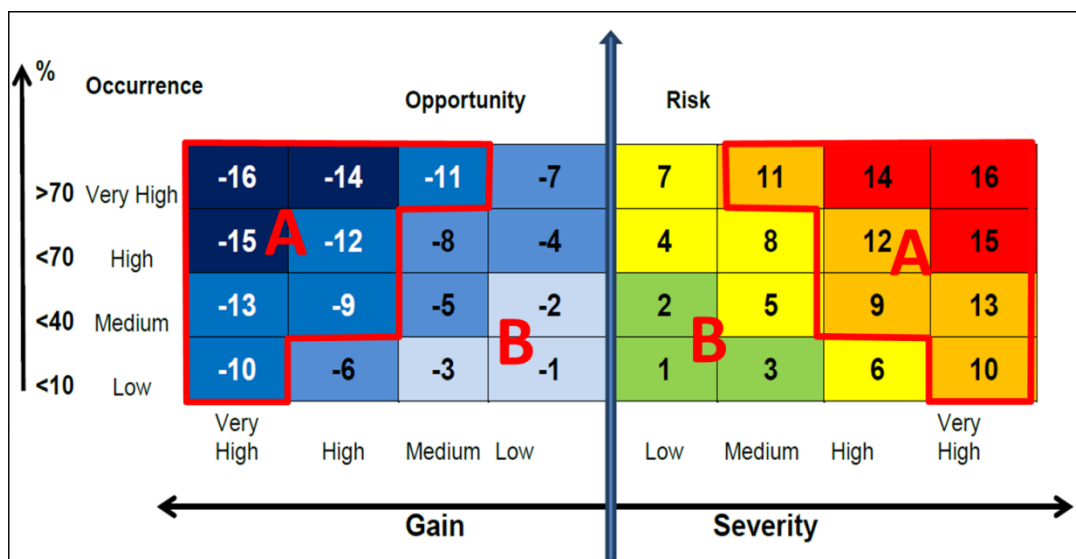 %
Occurrence
Opportunity Risk
>70 Very High -16 -14 -11 -7 7 11 14 16
<70 High -15 A -12 -8 -4 4 8 12 A 15
<40 Medium -13 -9 -5 -2 2 5 9 13
B B
<10 Low -10 -6 -3 -1 1 3 6 10
Very High High Medium Low Low Medium High Very High
Gain Severity